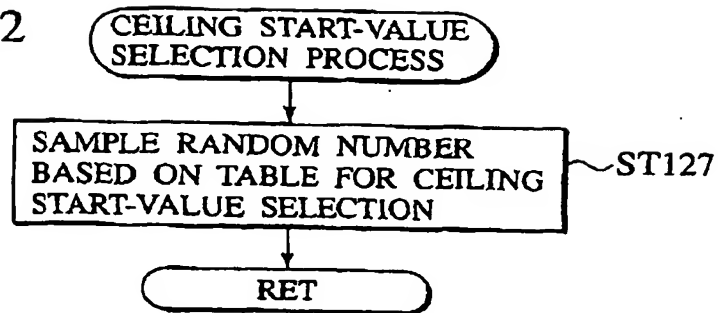 2
CEILING START-VALUE
SELECTION PROCESS
SAMPLE RANDOM NUMBER
BASED ON TABLE FOR CEILING
START-VALUE SELECTION
ST127
RET